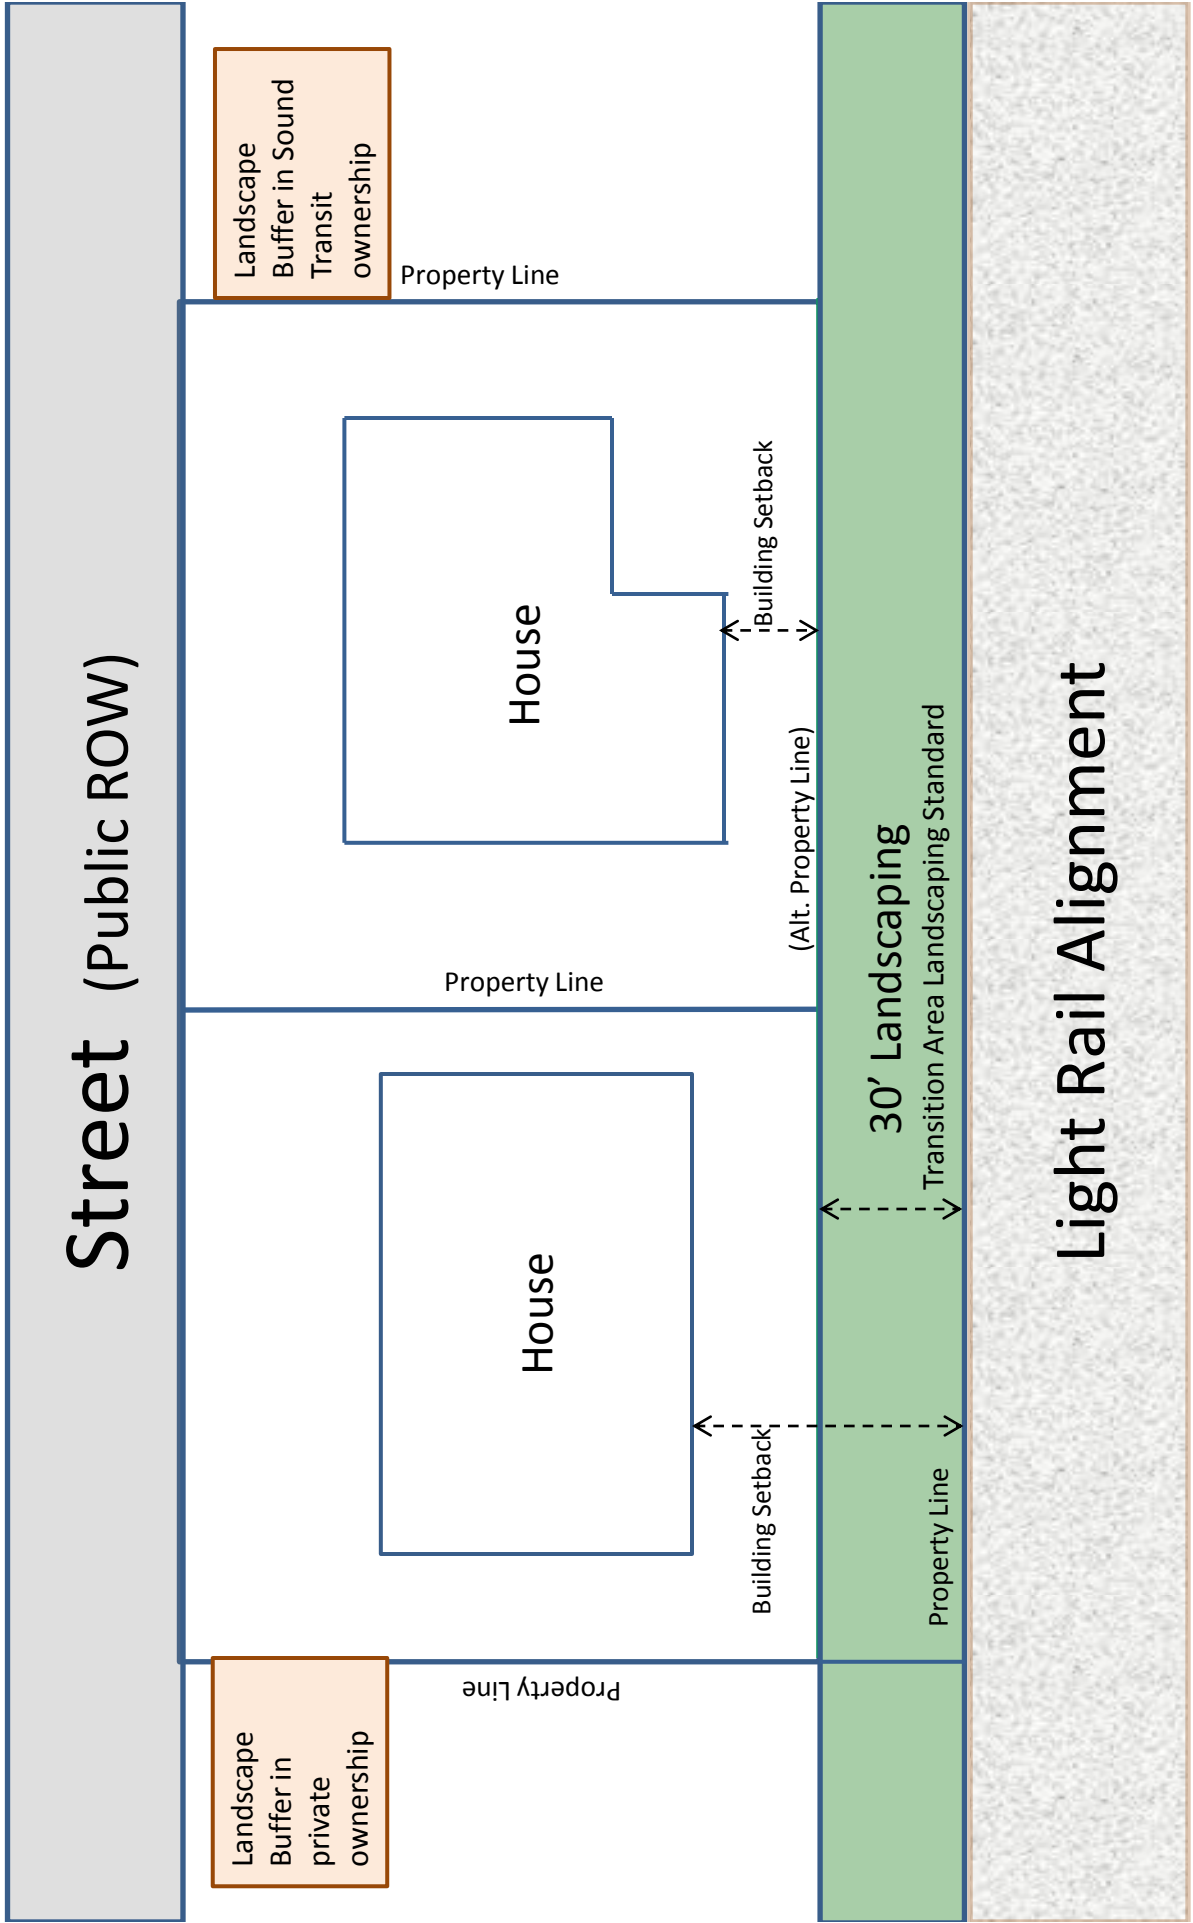 Street (Public ROW)
Landscape
Buffer in
private
ownership
Landscape
Buffer in Sound
Transit
ownership
Property Line
Property Line
Property Line
House
House
Building Setback
Building Setback
(Alt. Property Line)
30’ Landscaping
Transition Area Landscaping Standard
Property Line
Light Rail Alignment